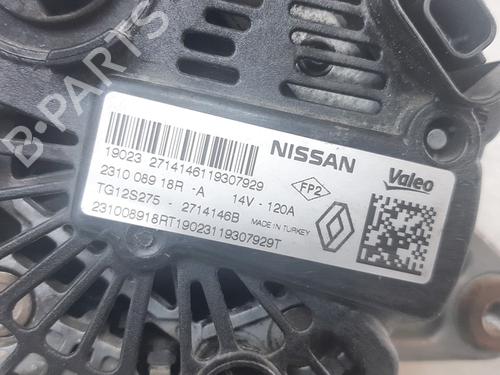 B-PARTS
19023 2714146119307929
NISSAN
FP2
Valeo
2310 089 18R -A 14V - 120A
TG12S275 - 2714146B MADE IN TURKEY
231008918RT19023119307929T